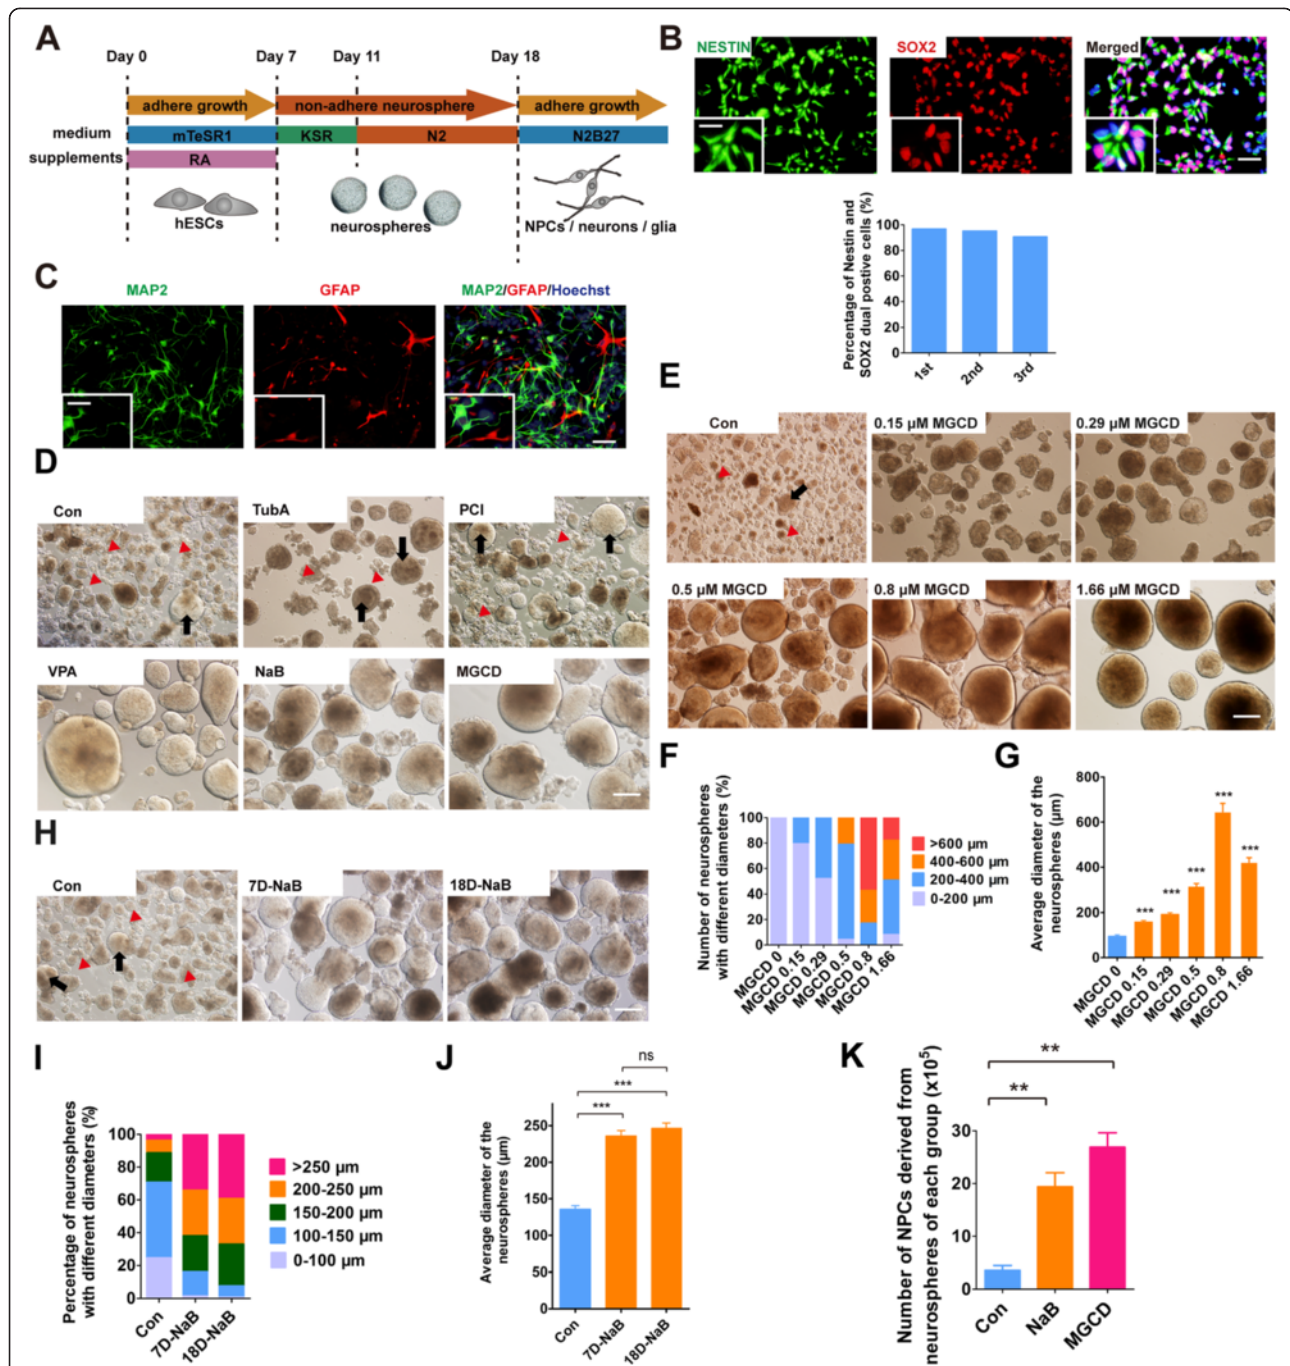 A
Day 0
Day 7
Day 11
Day 18
adhere growth
non-adhere neurosphere
adhere growth
medium
mTeSR1
KSR
N2
N2B27
supplements
RA
hESCs
neurospheres
NPCs / neurons / glia
B
NESTIN
SOX2
Merged
Percentage of Nestin and
SOX2 dual postive cells (%)
100
80
60
40
20
0
1st
2nd
3rd
C
MAP2
GFAP
MAP2/GFAP/Hoechst
D
Con
TubA
PCI
VPA
NaB
MGCD
E
Con
0.15 µM MGCD
0.29 µM MGCD
0.5 µM MGCD
0.8 µM MGCD
1.66 µM MGCD
F
Number of neurospheres
with different diameters (%)
100
80
60
40
20
0
MGCD 0
MGCD 0.15
MGCD 0.29
MGCD 0.5
MGCD 0.8
MGCD 1.66
>600 µm
400-600 µm
200-400 µm
0-200 µm
G
Average diameter of the
neurospheres (µm)
800
600
400
200
0
***
***
***
***
***
MGCD 0
MGCD 0.15
MGCD 0.29
MGCD 0.5
MGCD 0.8
MGCD 1.66
H
Con
7D-NaB
18D-NaB
I
Percentage of neurospheres
with different diameters (%)
100
80
60
40
20
0
Con
7D-NaB
18D-NaB
>250 µm
200-250 µm
150-200 µm
100-150 µm
0-100 µm
J
Average diameter of the
neurospheres (µm)
250
200
150
100
50
0
ns
***
***
Con
7D-NaB
18D-NaB
K
Number of NPCs derived from
neurospheres of each group (x10⁵)
30
20
10
0
**
**
Con
NaB
MGCD